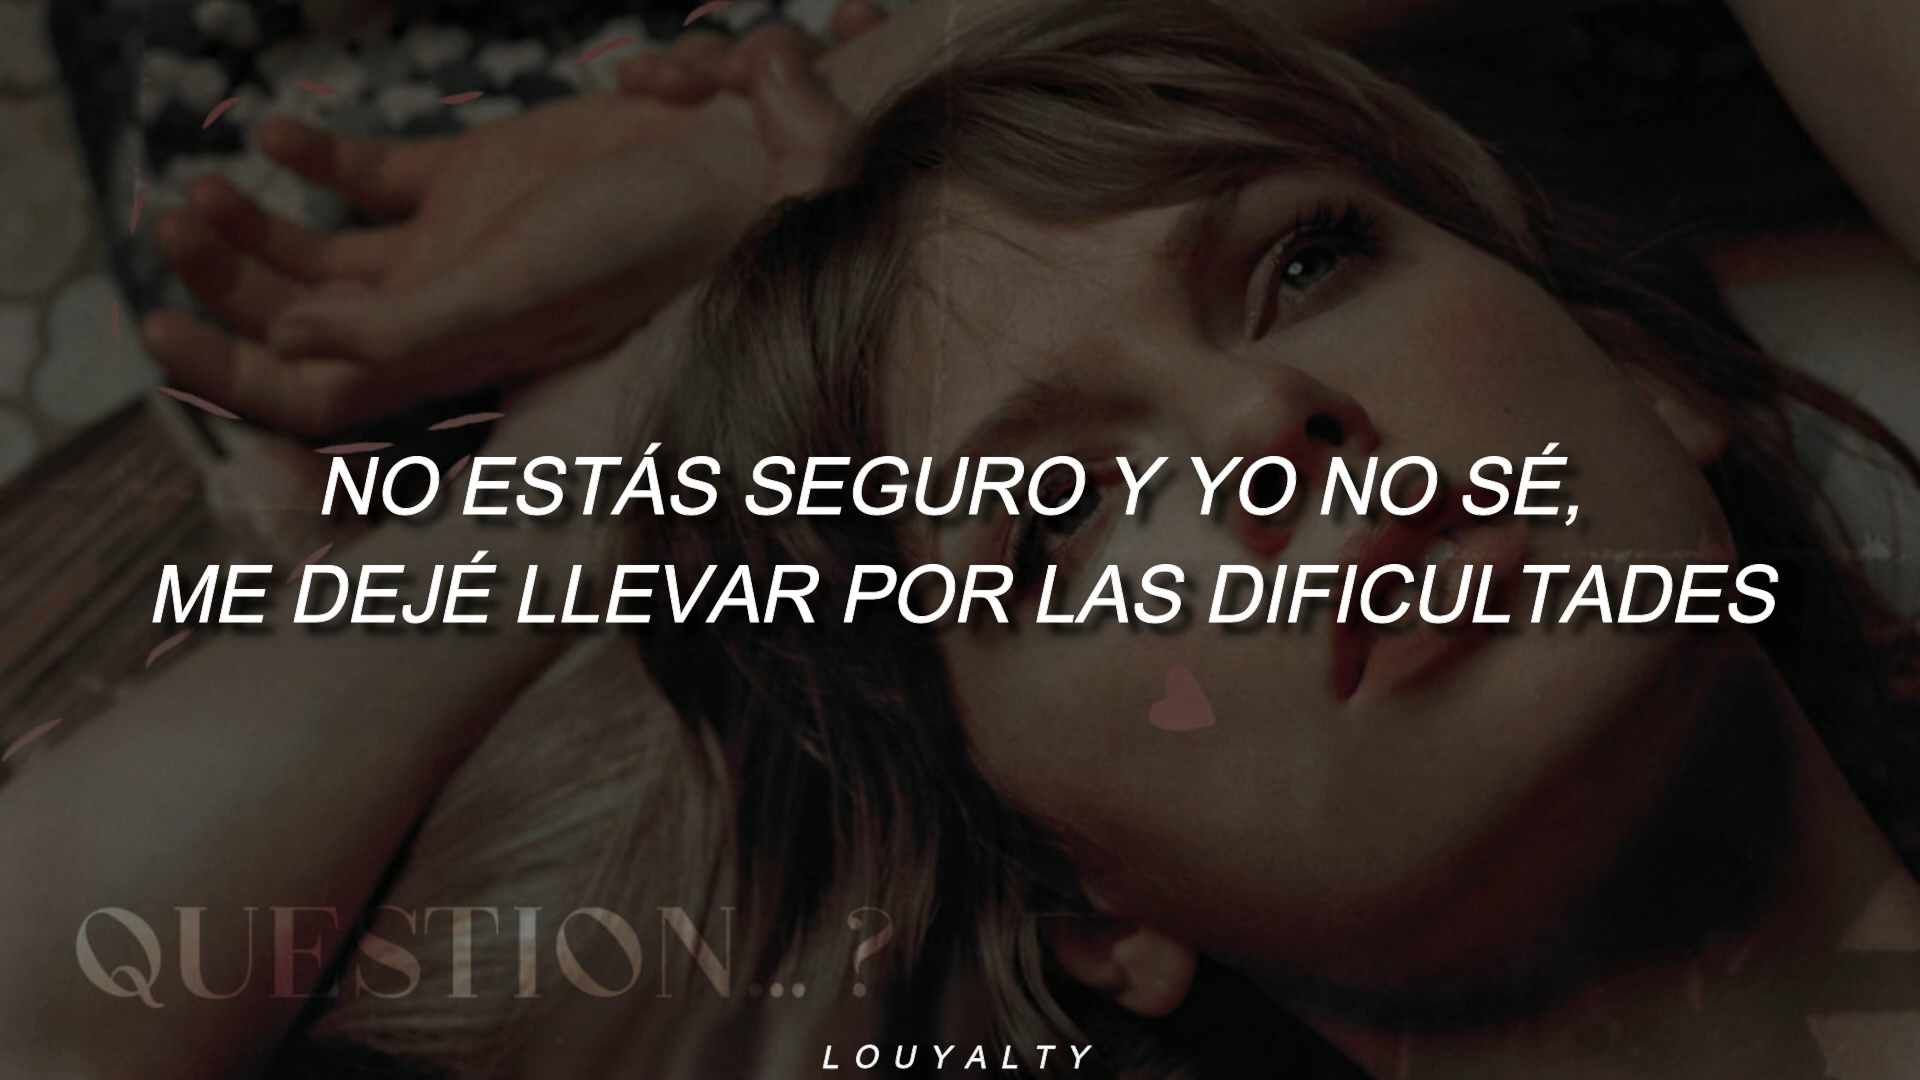 NO ESTÁS SEGURO Y YO NO SÉ,
ME DEJÉ LLEVAR POR LAS DIFICULTADES
QUESTION...?
LOUYALTY